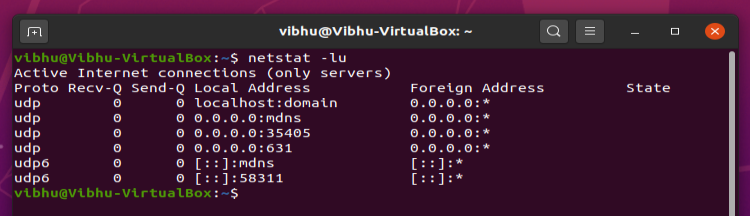 vibhu@Vibhu-VirtualBox: ~
vibhu@Vibhu-VirtualBox:~$ netstat -lu
Active Internet connections (only servers)
Proto Recv-Q Send-Q Local Address           Foreign Address         State
udp        0      0 localhost:domain        0.0.0.0:*
udp        0      0 0.0.0.0:mdns            0.0.0.0:*
udp        0      0 0.0.0.0:35405           0.0.0.0:*
udp        0      0 0.0.0.0:631             0.0.0.0:*
udp6       0      0 [::]:mdns               [::]:*
udp6       0      0 [::]:58311              [::]:*
vibhu@Vibhu-VirtualBox:~$